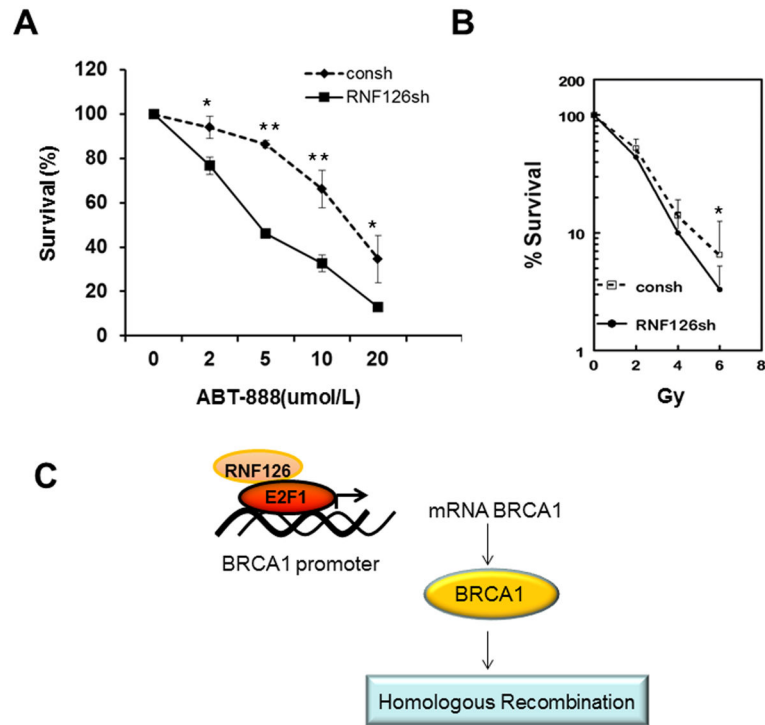 A
consh
RNF126sh
* ** ** *
120
100
80
60
40
20
0
Survival (%)
0 2 5 10 20
ABT-888(umol/L)
B
200
100
10
1
% Survival
*
consh
RNF126sh
0 2 4 6 8
Gy
C
RNF126
E2F1
BRCA1 promoter
mRNA BRCA1
BRCA1
Homologous Recombination